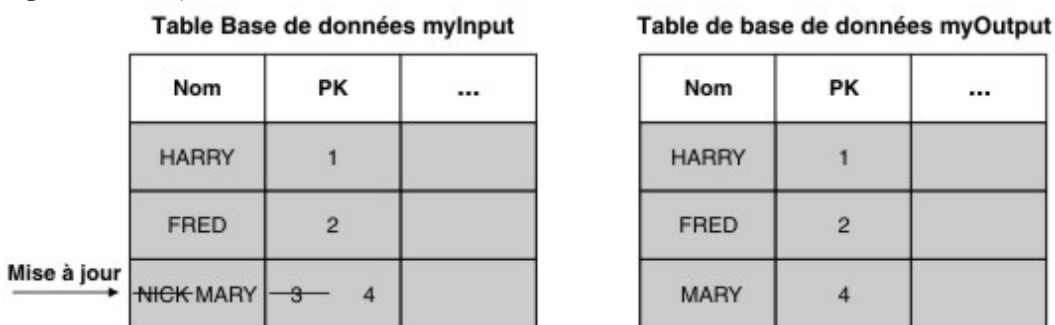 Table Base de données myInput
Table de base de données myOutput
Nom PK ...
Nom PK ...
HARRY 1
HARRY 1
FRED 2
FRED 2
Mise à jour
NICK MARY 3 4
MARY 4